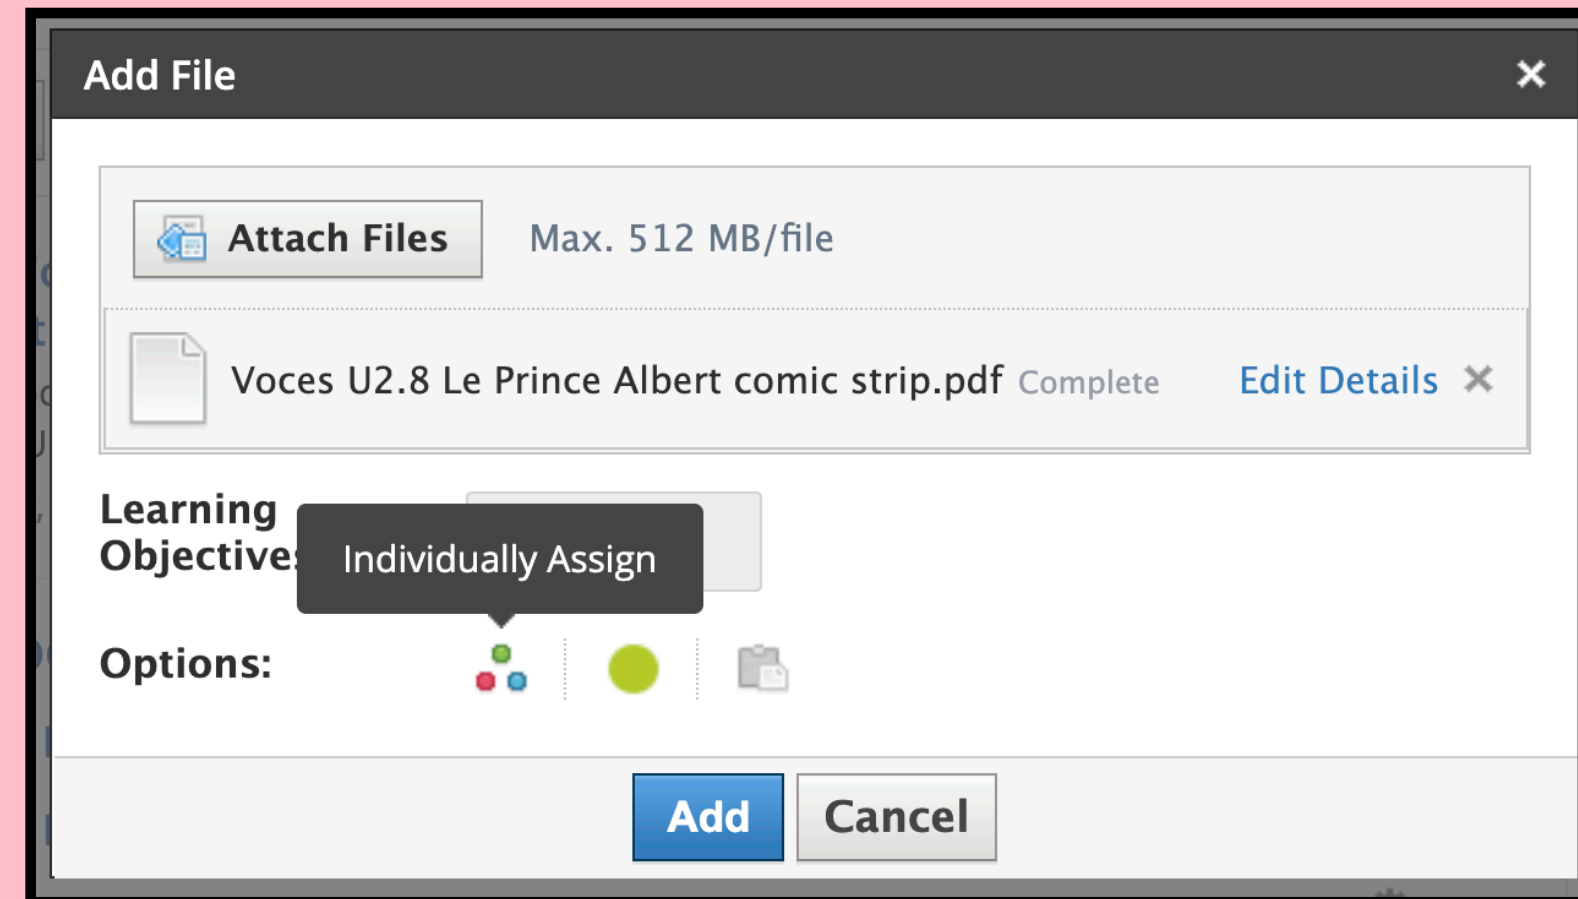 Add File
Attach Files Max. 512 MB/file
Voces U2.8 Le Prince Albert comic strip.pdf Complete Edit Details
Learning
Objectives
Individually Assign
Options:
Add Cancel